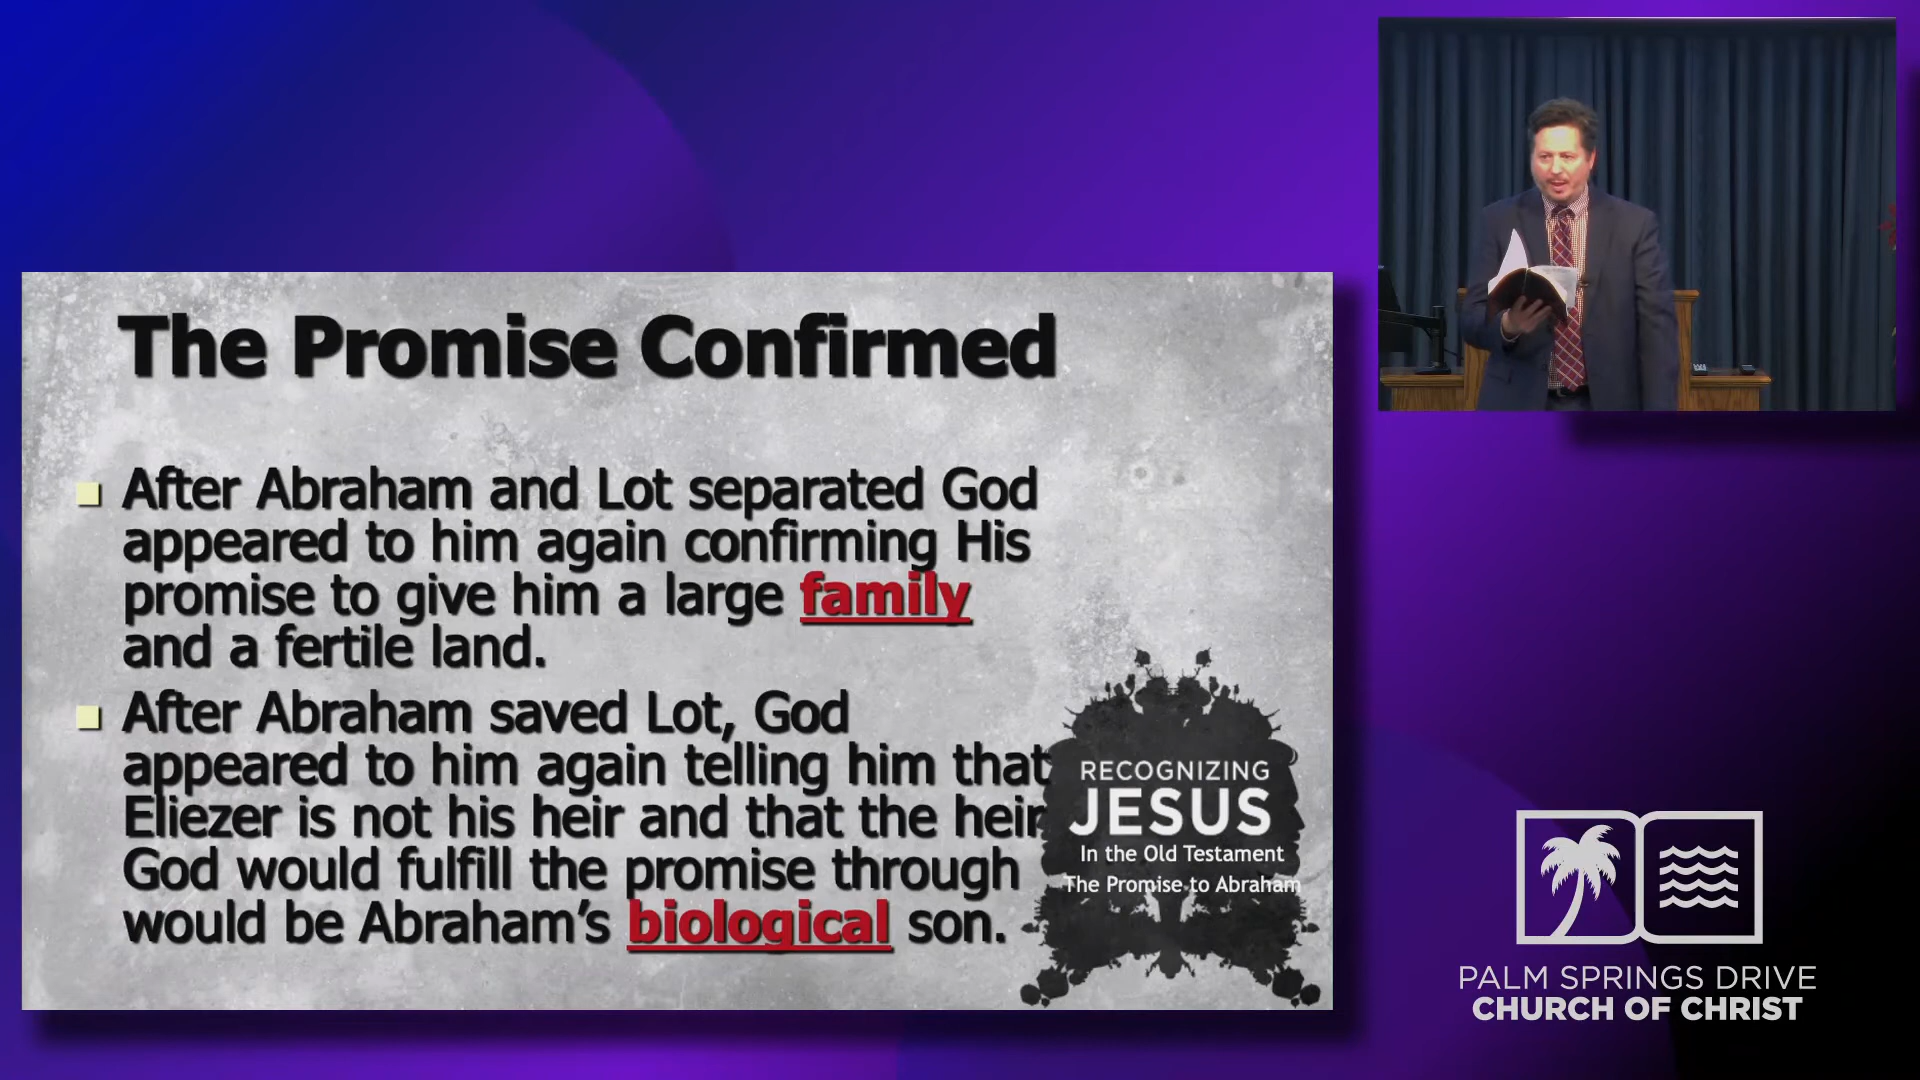 The Promise Confirmed
After Abraham and Lot separated God
appeared to him again confirming His
promise to give him a large family
and a fertile land.
After Abraham saved Lot, God
appeared to him again telling him that
Eliezer is not his heir and that the heir
God would fulfill the promise through
would be Abraham’s biological son.
RECOGNIZING
JESUS
In the Old Testament
The Promise to Abraham
PALM SPRINGS DRIVE
CHURCH OF CHRIST